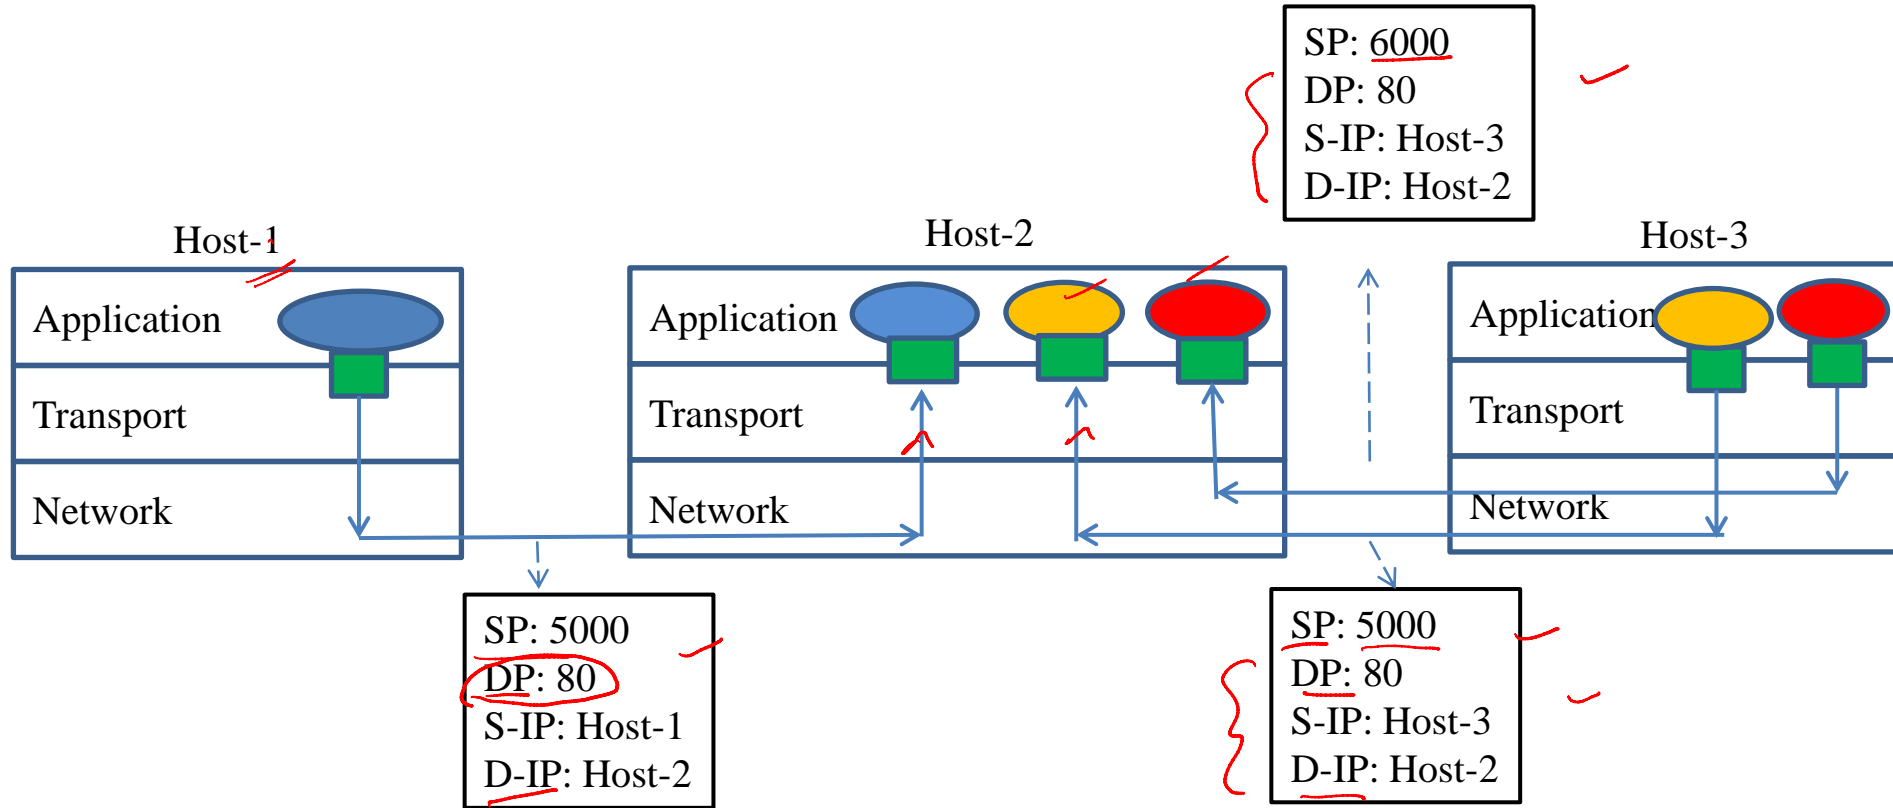 SP: 6000
DP: 80
S-IP: Host-3
D-IP: Host-2
Host-1
Host-2
Host-3
Application
Transport
Network
Application
Transport
Network
Application
Transport
Network
SP: 5000
DP: 80
S-IP: Host-1
D-IP: Host-2
SP: 5000
DP: 80
S-IP: Host-3
D-IP: Host-2